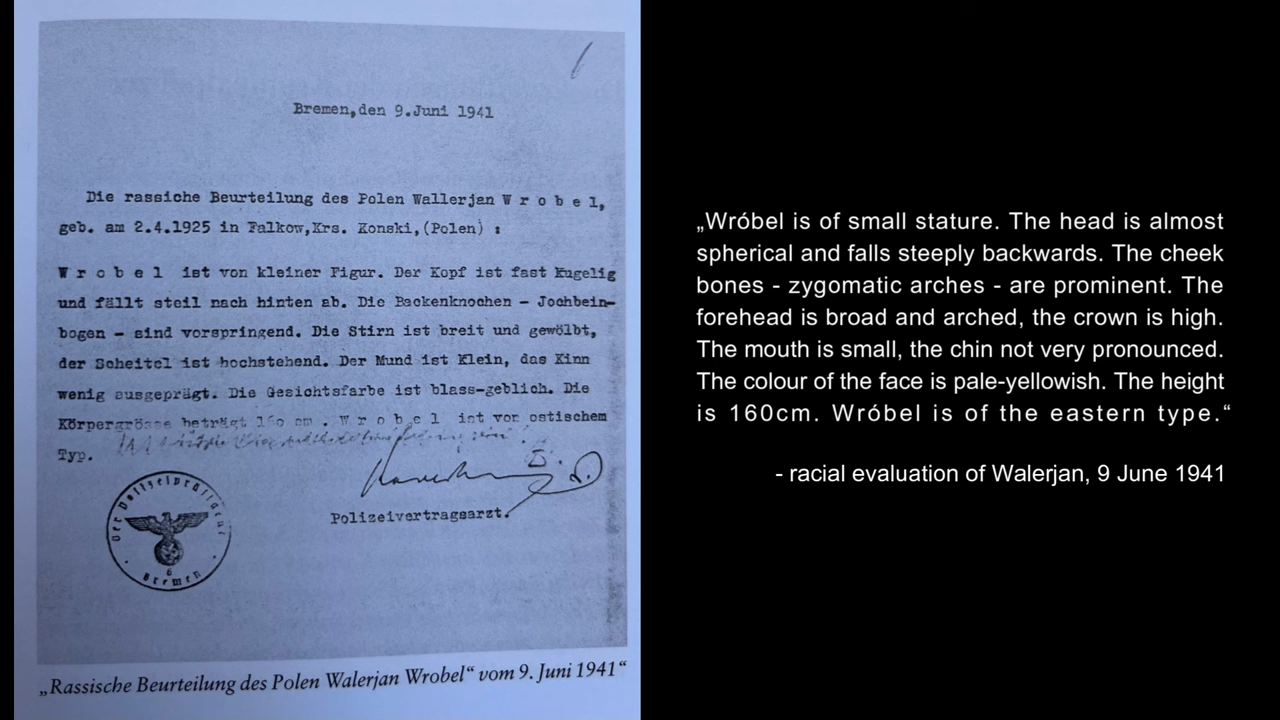 Bremen,den 9.Juni 1941
Die rassiche Beurteilung des Polen Wallerjan W r o b e l,
geb. am 2.4.1925 in Falkow,Krs. Konski,(Polen) :
W r o b e l ist von kleiner Figur. Der Kopf ist fast kugelig
und fällt steil nach hinten ab. Die Backenknochen - Jochbein-
bogen - sind vorspringend. Die Stirn ist breit und gewölbt,
der Scheitel ist hochstehend. Der Mund ist klein, das Kinn
wenig ausgeprägt. Die Gesichtsfarbe ist blass-geblich. Die
Körpergrösse beträgt 16o cm . W r o b e l ist von ostischem
Typ.
Polizeivertragsarzt.
Der Polizeipräsident
Bremen
„Rassische Beurteilung des Polen Walerjan Wrobel“ vom 9. Juni 1941“
„Wróbel is of small stature. The head is almost
spherical and falls steeply backwards. The cheek
bones - zygomatic arches - are prominent. The
forehead is broad and arched, the crown is high.
The mouth is small, the chin not very pronounced.
The colour of the face is pale-yellowish. The height
is 160cm. Wróbel is of the eastern type.“
- racial evaluation of Walerjan, 9 June 1941